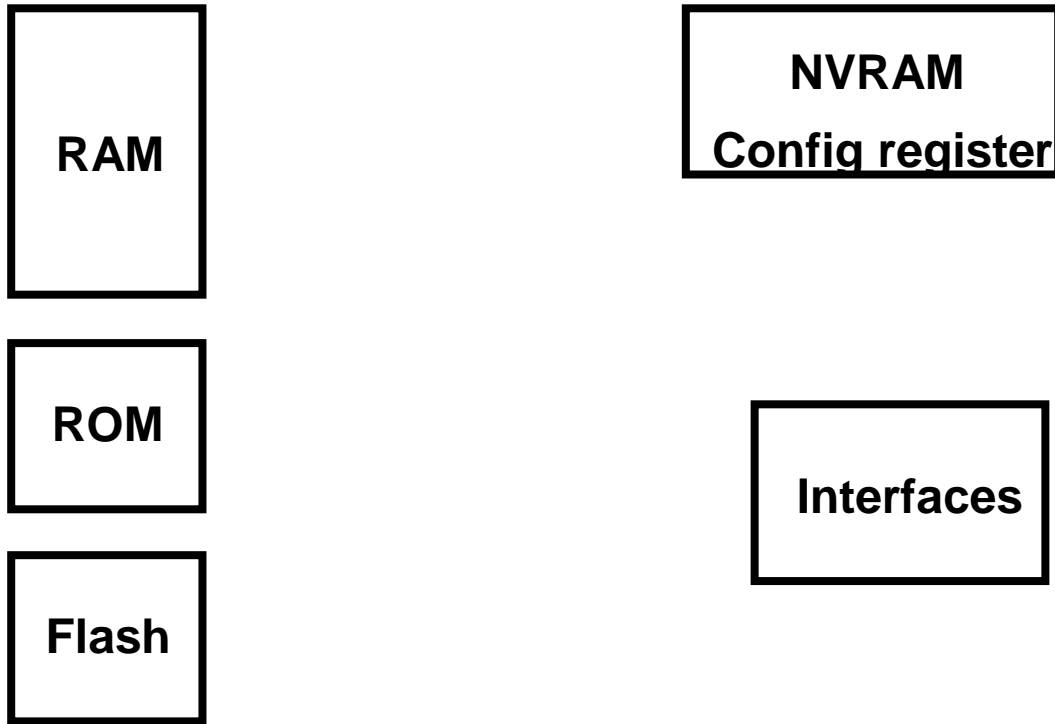 RAM
NVRAM
Config register
ROM
Interfaces
Flash